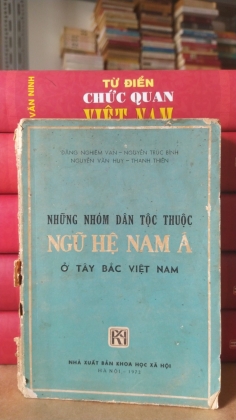 VĂN NINH
TỪ ĐIỂN
CHỨC QUAN
VIỆT NAM
ĐẶNG NGHIÊM VẠN - NGUYỄN TRÚC BÌNH
NGUYỄN VĂN HUY - THANH THIÊN
NHỮNG NHÓM DÂN TỘC THUỘC
NGỮ HỆ NAM Á
Ở TÂY BẮC VIỆT NAM
NHÀ XUẤT BẢN KHOA HỌC XÃ HỘI
HÀ NỘI - 1972